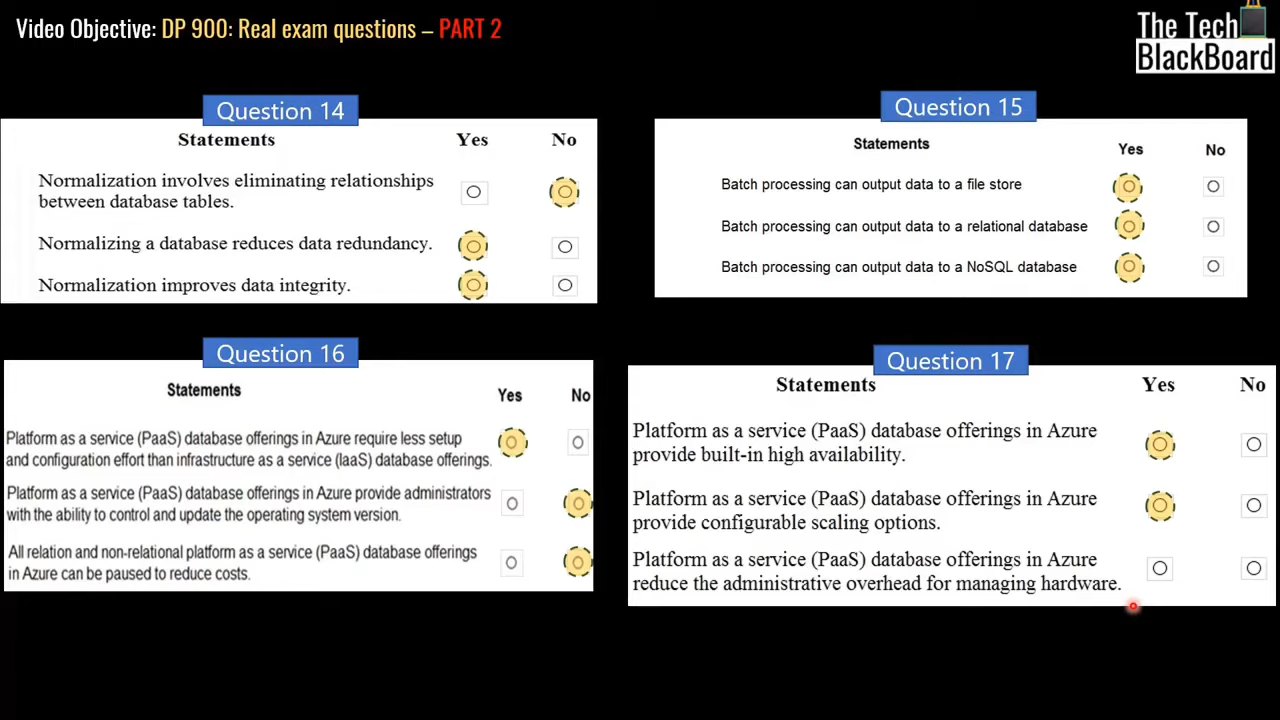 Video Objective: DP 900: Real exam questions – PART 2
The Tech
BlackBoard
Question 14
Statements Yes No
Normalization involves eliminating relationships
between database tables.
Normalizing a database reduces data redundancy.
Normalization improves data integrity.
Question 15
Statements Yes No
Batch processing can output data to a file store
Batch processing can output data to a relational database
Batch processing can output data to a NoSQL database
Question 16
Statements Yes No
Platform as a service (PaaS) database offerings in Azure require less setup
and configuration effort than infrastructure as a service (IaaS) database offerings.
Platform as a service (PaaS) database offerings in Azure provide administrators
with the ability to control and update the operating system version.
All relation and non-relational platform as a service (PaaS) database offerings
in Azure can be paused to reduce costs.
Question 17
Statements Yes No
Platform as a service (PaaS) database offerings in Azure
provide built-in high availability.
Platform as a service (PaaS) database offerings in Azure
provide configurable scaling options.
Platform as a service (PaaS) database offerings in Azure
reduce the administrative overhead for managing hardware.